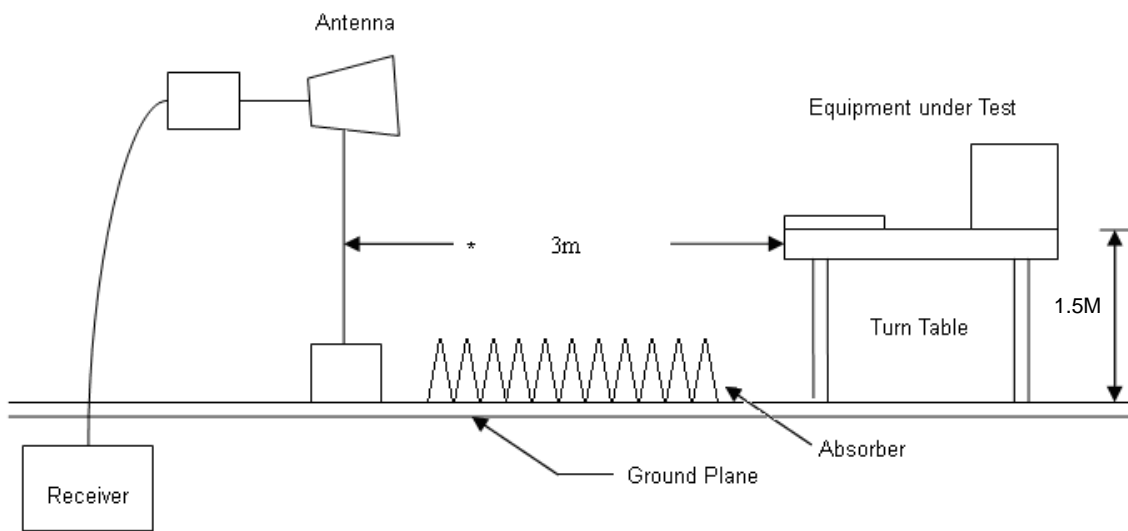 Antenna
Equipment under Test
* 3m
1.5M
Turn Table
Absorber
Ground Plane
Receiver